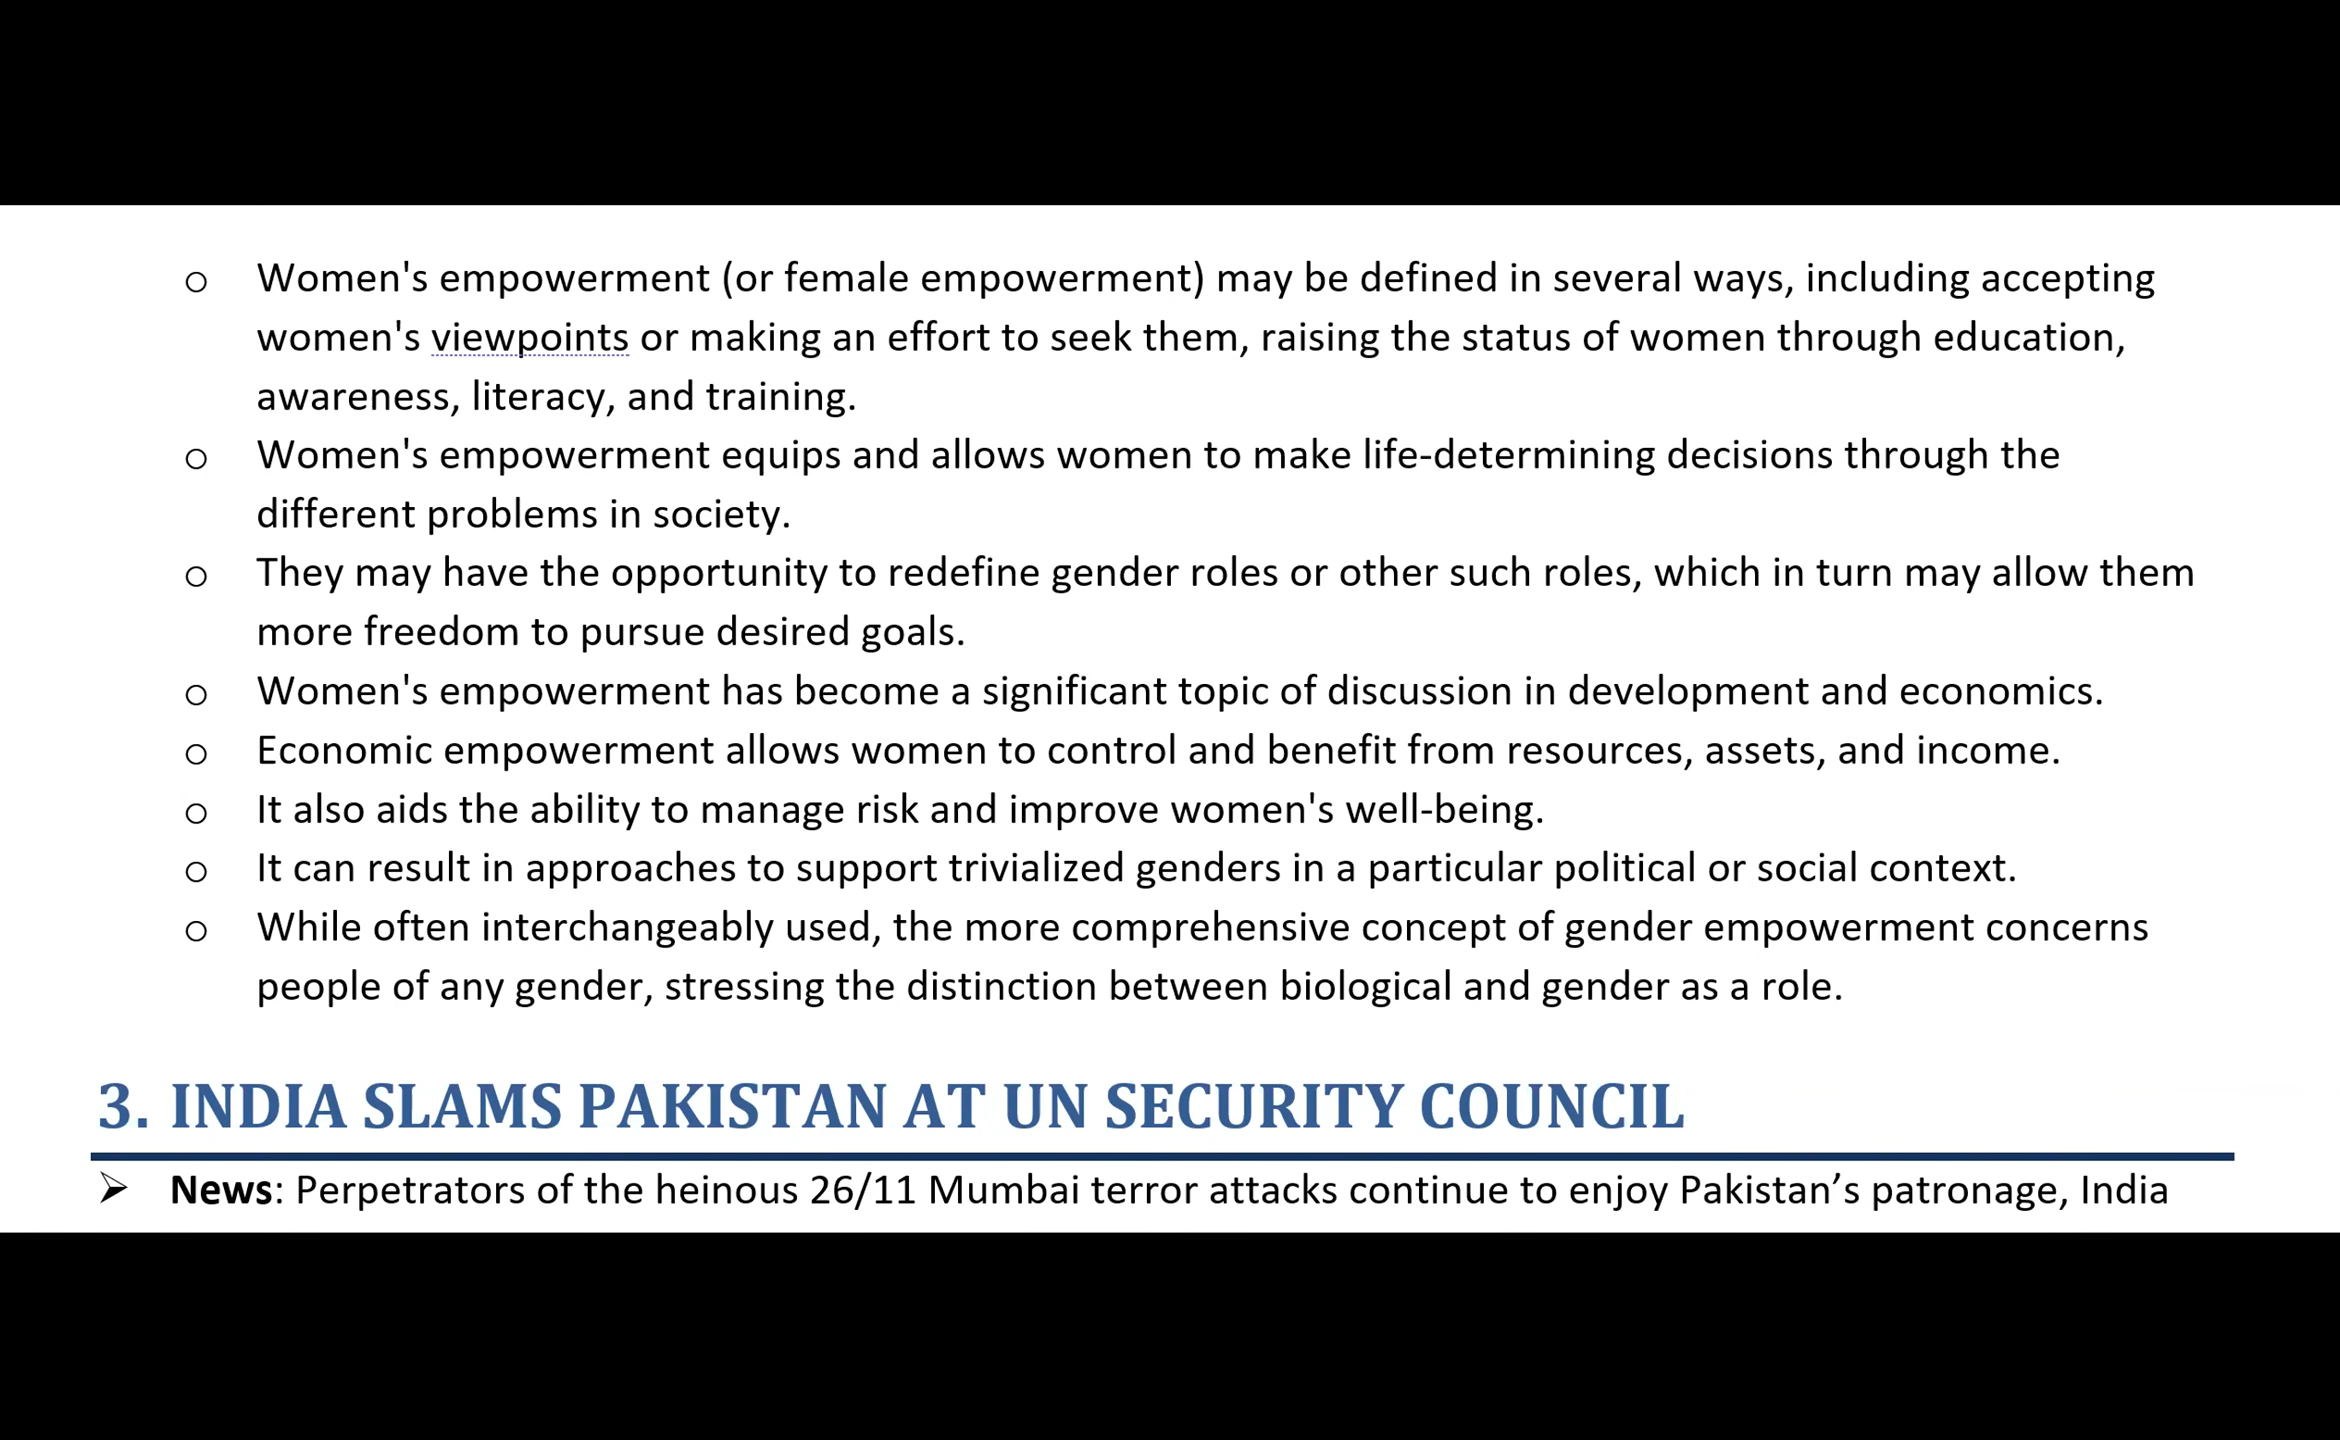 o Women's empowerment (or female empowerment) may be defined in several ways, including accepting
women's viewpoints or making an effort to seek them, raising the status of women through education,
awareness, literacy, and training.
o Women's empowerment equips and allows women to make life-determining decisions through the
different problems in society.
o They may have the opportunity to redefine gender roles or other such roles, which in turn may allow them
more freedom to pursue desired goals.
o Women's empowerment has become a significant topic of discussion in development and economics.
o Economic empowerment allows women to control and benefit from resources, assets, and income.
o It also aids the ability to manage risk and improve women's well-being.
o It can result in approaches to support trivialized genders in a particular political or social context.
o While often interchangeably used, the more comprehensive concept of gender empowerment concerns
people of any gender, stressing the distinction between biological and gender as a role.
3. INDIA SLAMS PAKISTAN AT UN SECURITY COUNCIL
➢ News: Perpetrators of the heinous 26/11 Mumbai terror attacks continue to enjoy Pakistan’s patronage, India